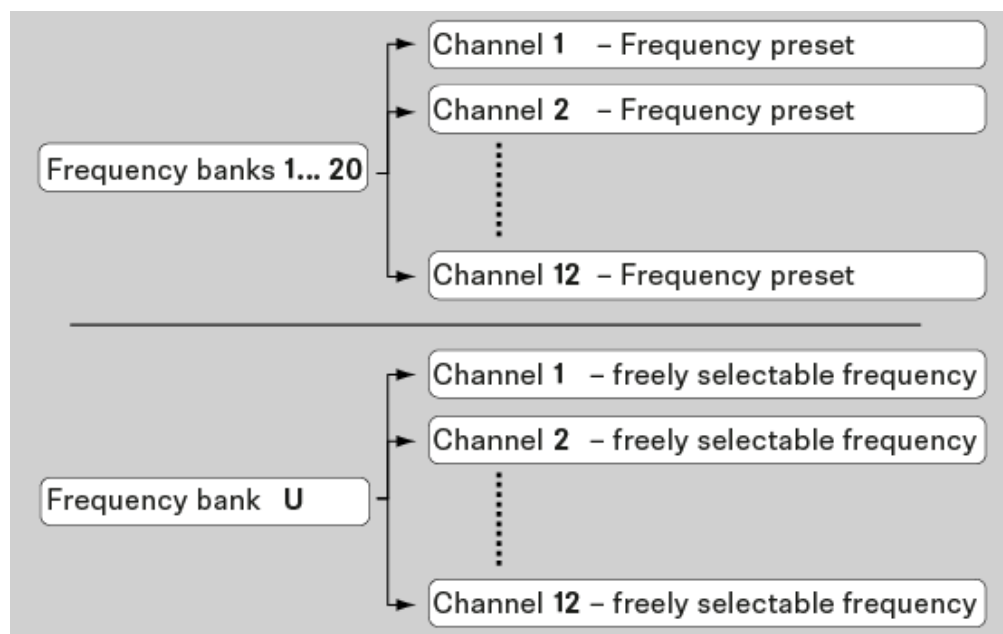 Channel 1 – Frequency preset
Channel 2 – Frequency preset
Frequency banks 1... 20
Channel 12 – Frequency preset
Channel 1 – freely selectable frequency
Channel 2 – freely selectable frequency
Frequency bank U
Channel 12 – freely selectable frequency